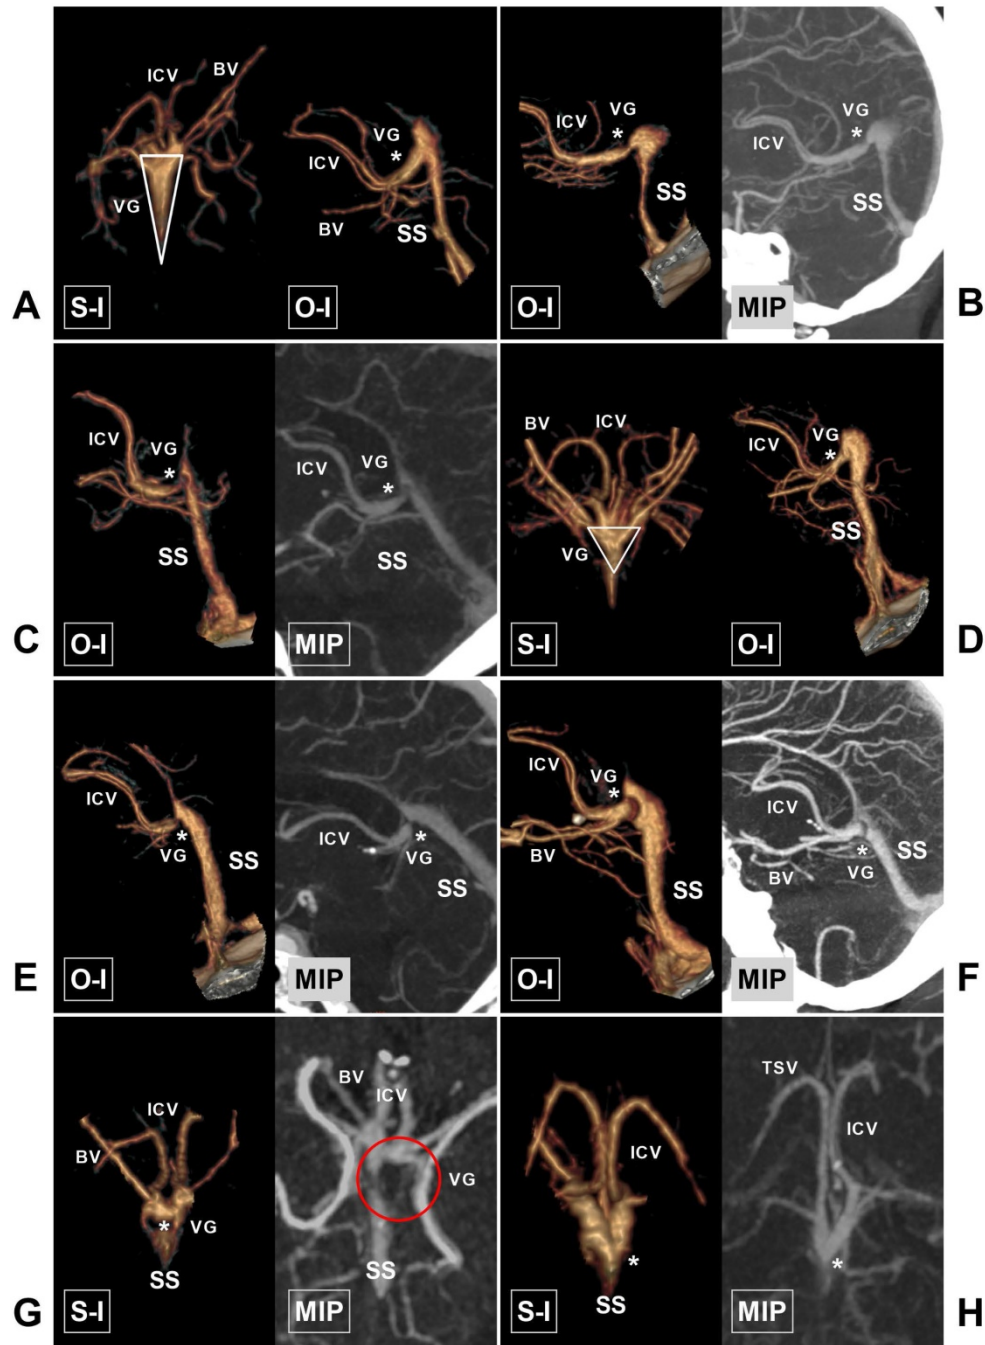 ICV BV
VG
S-I
VG
ICV
BV
SS
O-I
A
ICV VG
*
SS
O-I
VG
*
ICV
SS
MIP
B
ICV
VG
*
SS
O-I
C
VG
ICV
*
SS
MIP
BV ICV
VG
S-I
VG
ICV
*
SS
O-I
D
ICV
*
VG
SS
O-I
E
ICV
*
VG
SS
MIP
ICV
VG
*
BV
SS
O-I
ICV
SS
*
BV VG
MIP
F
ICV
BV
*
VG
SS
S-I
G
BV
ICV
VG
SS
MIP
ICV
*
SS
S-I
TSV
ICV
*
MIP
H